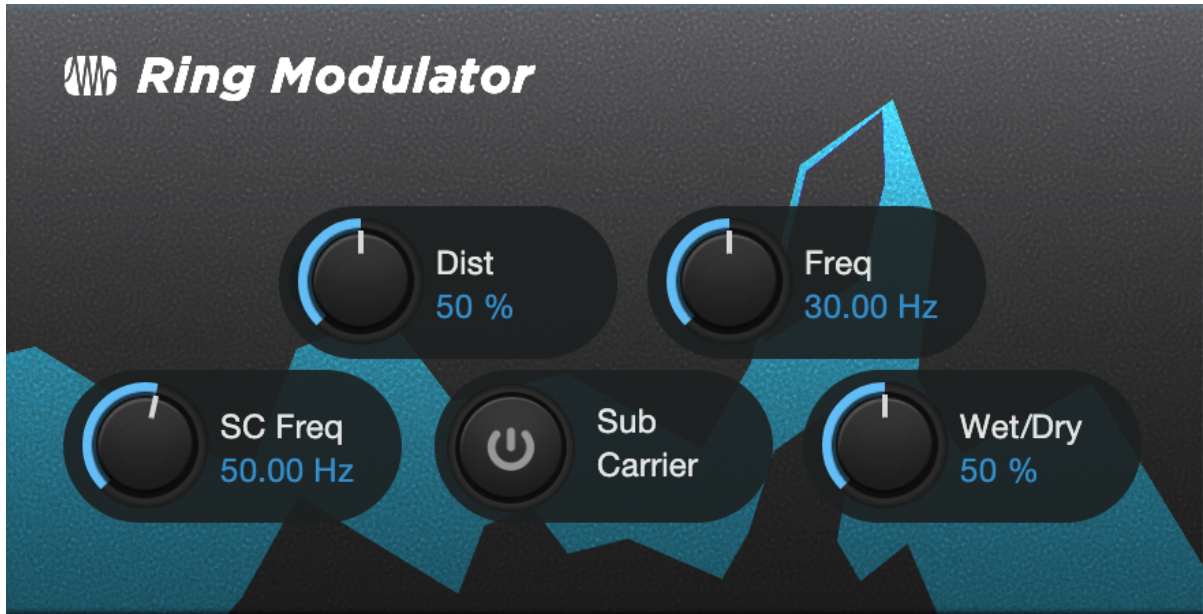 Ring Modulator
Dist
50 %
Freq
30.00 Hz
SC Freq
50.00 Hz
Sub
Carrier
Wet/Dry
50 %